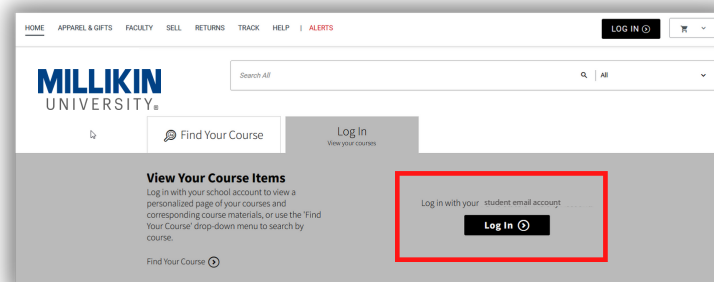 HOME APPAREL & GIFTS FACULTY SELL RETURNS TRACK HELP | ALERTS
LOG IN
Search All
All
MILLIKIN
UNIVERSITY®
Find Your Course
Log In
View your courses
View Your Course Items
Log in with your school account to view a
personalized page of your courses and
corresponding course materials, or use the 'Find
Your Course' drop-down menu to search by
course.
Find Your Course
Log in with your student email account
Log In